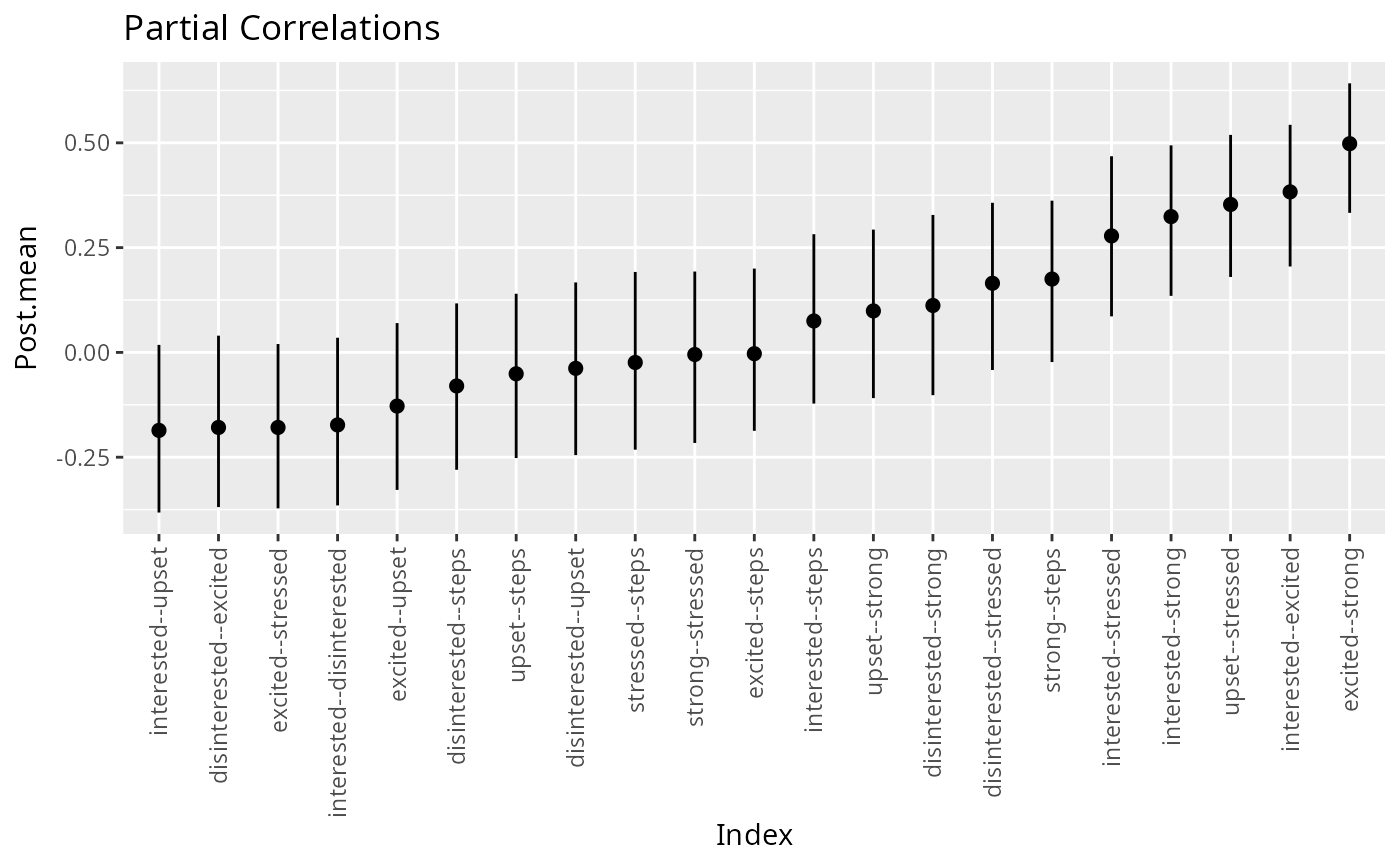 Partial Correlations
Post.mean
0.50
0.25
0.00
-0.25
interested--upset
disinterested--excited
excited--stressed
interested--disinterested
excited--upset
disinterested--steps
upset--steps
disinterested--upset
stressed--steps
strong--stressed
excited--steps
interested--steps
upset--strong
disinterested--strong
disinterested--stressed
strong--steps
interested--stressed
interested--strong
upset--stressed
interested--excited
excited--strong
Index